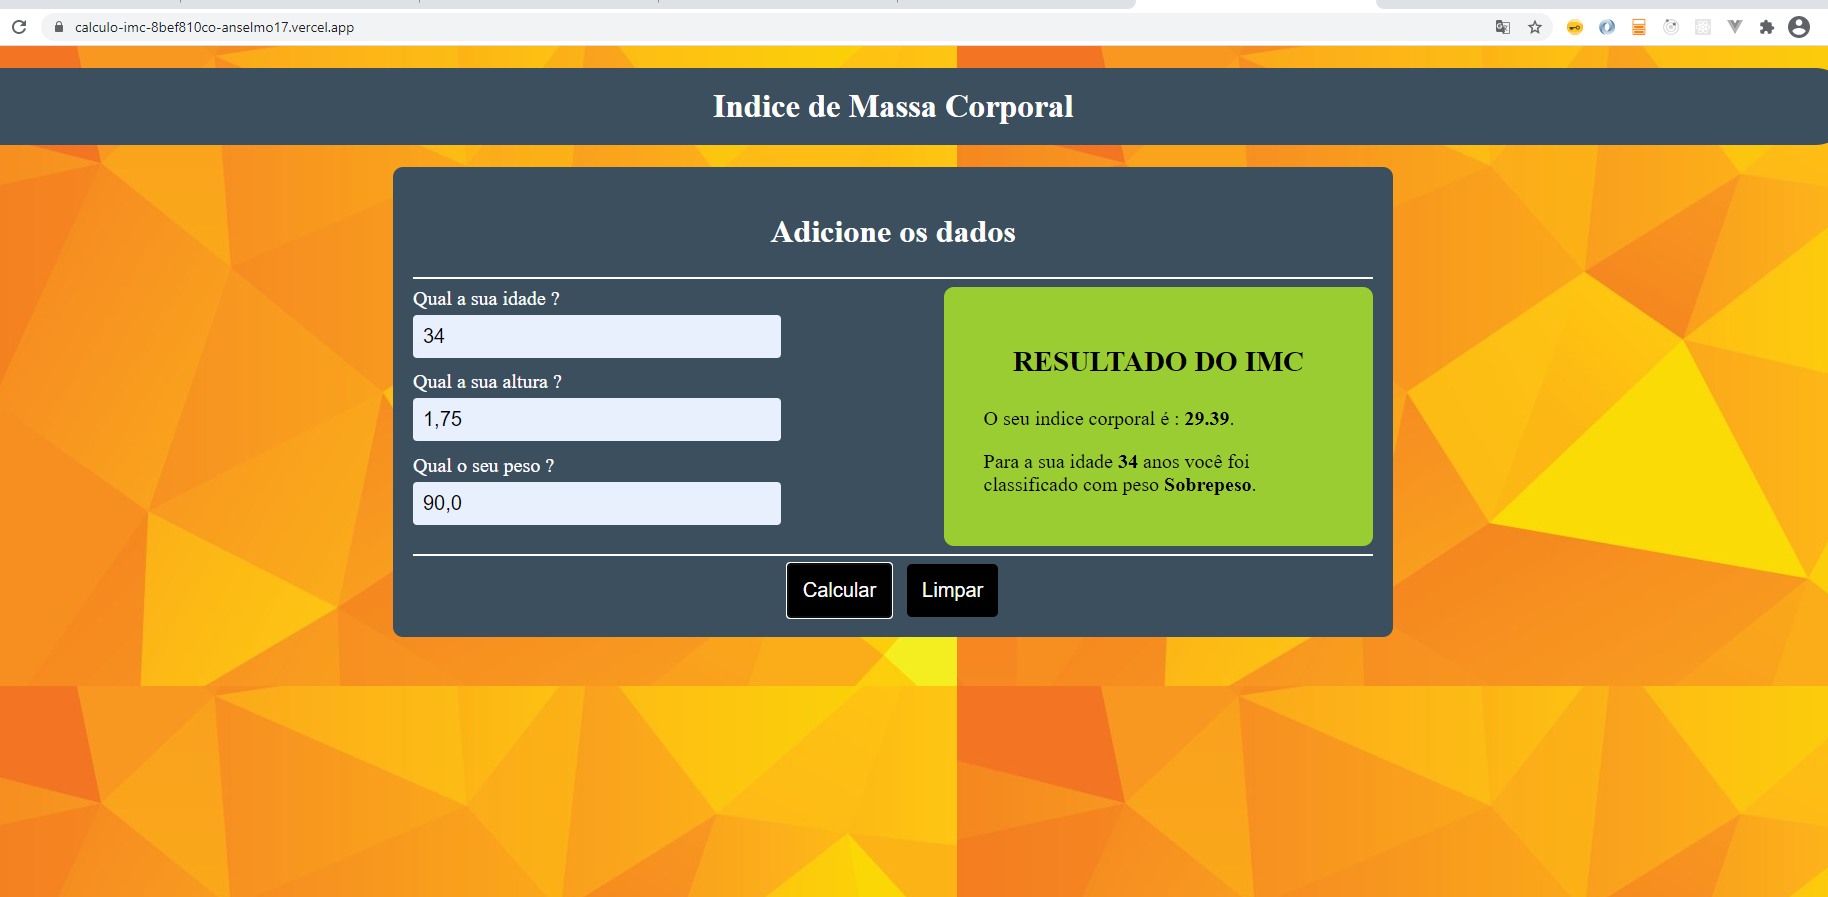 calculo-imc-8bef810co-anselmo17.vercel.app
Indice de Massa Corporal
Adicione os dados
Qual a sua idade ?
34
Qual a sua altura ?
1,75
Qual o seu peso ?
90,0
RESULTADO DO IMC
O seu indice corporal é : 29.39.
Para a sua idade 34 anos você foi
classificado com peso Sobrepeso.
Calcular
Limpar